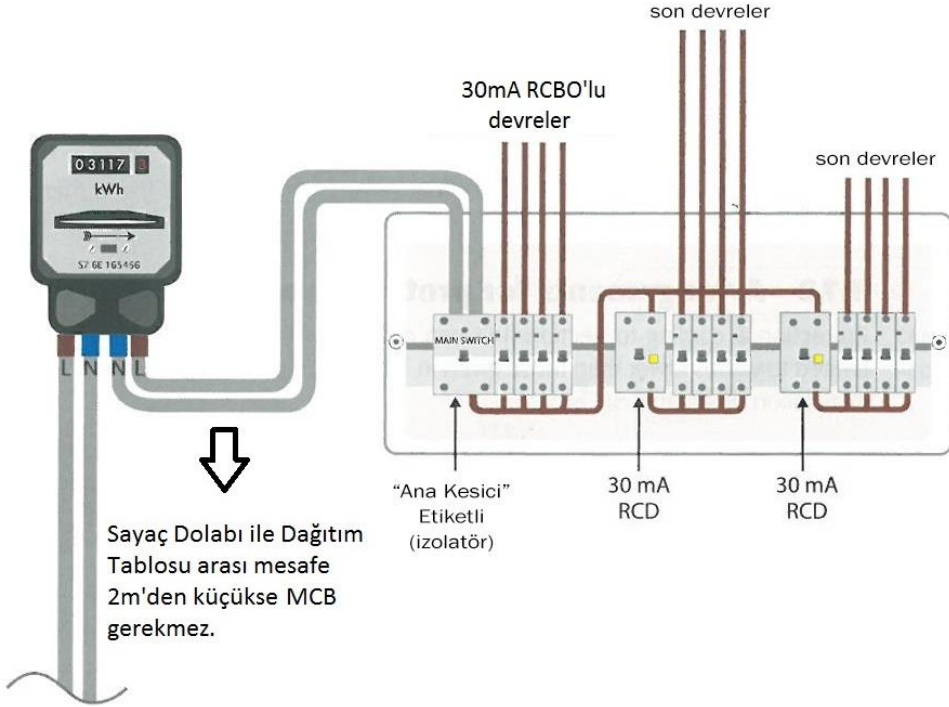 son devreler
30mA RCBO'lu
devreler
son devreler
03117 3
kWh
S7 6E 165456
MAIN SWITCH
L N N L
"Ana Kesici"
Etiketli
(izolatör)
30 mA
RCD
30 mA
RCD
Sayaç Dolabı ile Dağıtım
Tablosu arası mesafe
2m'den küçükse MCB
gerekmez.